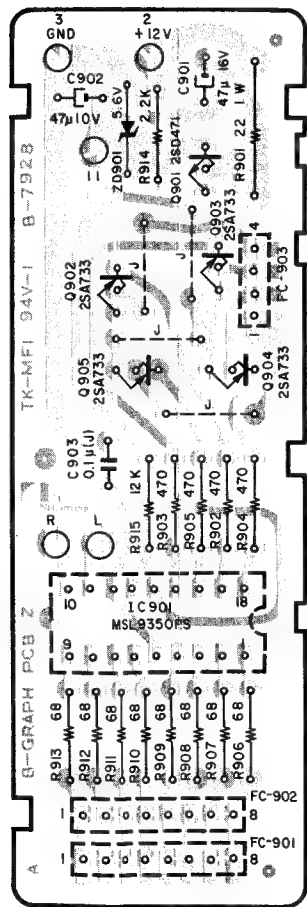 3
GND
2
+12V
C902
47μ10V
11
ZD901
5.6V
R914
2.2K
C901
47μ16V
Q901 2SD471
R901 22 1W
TK-MFI 94V-1 B-7928
Q902
2SA733
J
J
Q903
2SA733
4
1
FC-903
Q905
2SA733
J
J
Q904
2SA733
C903
0.1μ(J)
R
L
R915 12K
R903 470
R905 470
R902 470
R904 470
10
18
IC901
MSL9350PS
9
1
B-GRAPH PCB Z
R913 68
R912 68
R911 68
R910 68
R909 68
R908 68
R907 68
R906 68
FC-902
1
8
FC-901
1
8
A